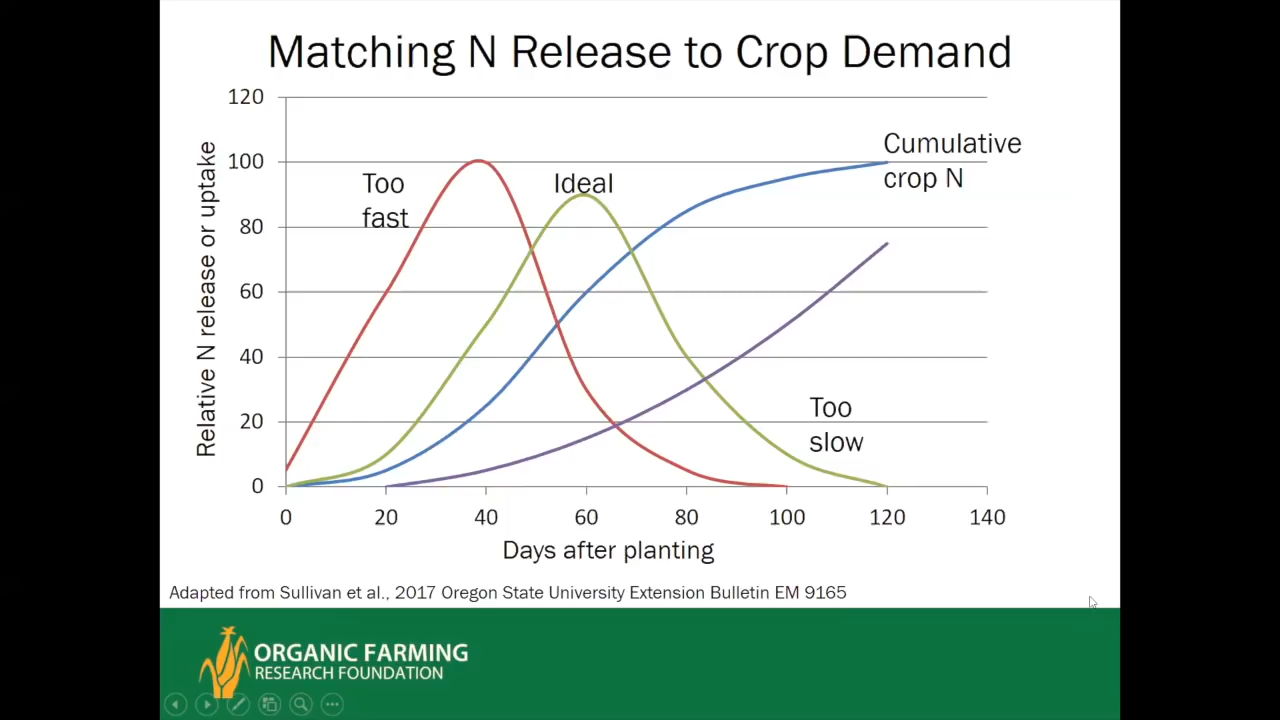 Matching N Release to Crop Demand
120
100
80
60
40
20
0
Relative N release or uptake
Too
fast
Ideal
Cumulative
crop N
Too
slow
0 20 40 60 80 100 120 140
Days after planting
Adapted from Sullivan et al., 2017 Oregon State University Extension Bulletin EM 9165
ORGANIC FARMING
RESEARCH FOUNDATION